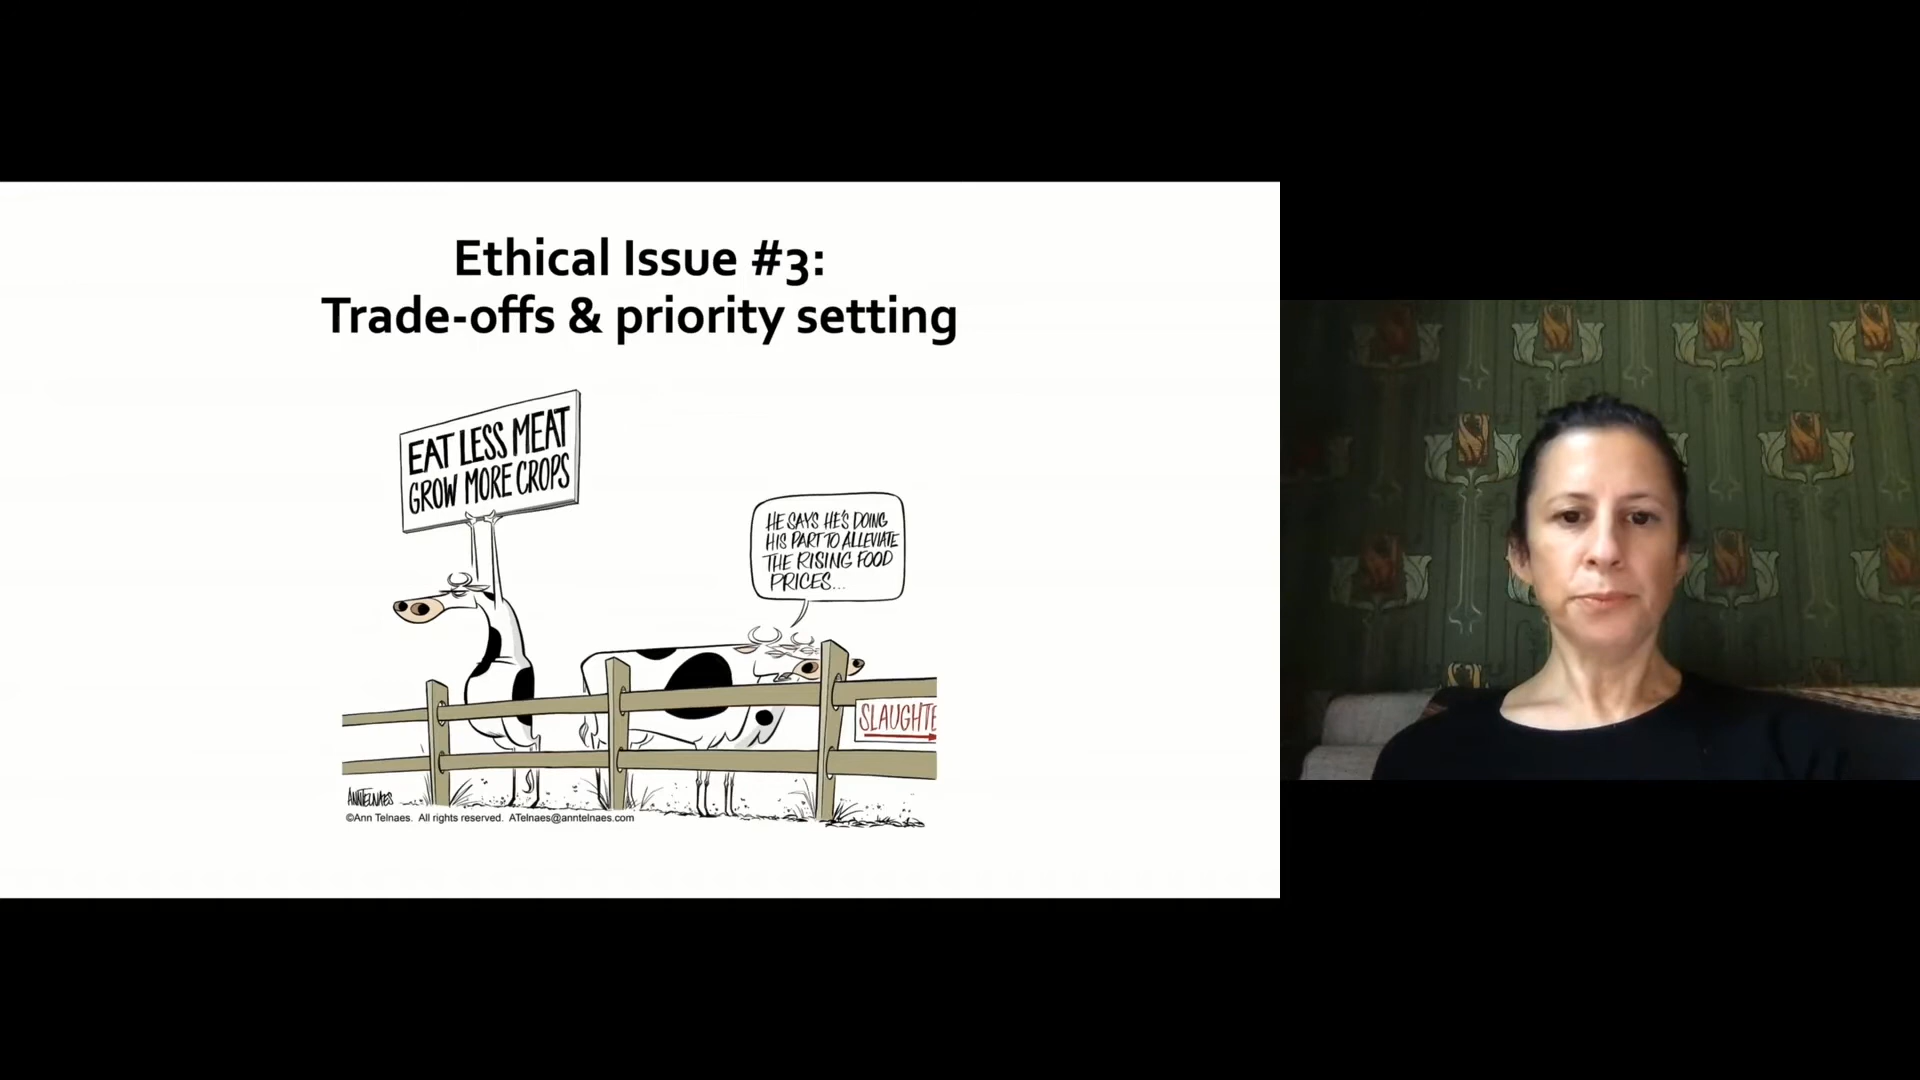 Ethical Issue #3:
Trade-offs & priority setting
EAT LESS MEAT
GROW MORE CROPS
HE SAYS HE'S DOING
HIS PART TO ALLEVIATE
THE RISING FOOD
PRICES...
SLAUGHTE
ANNTELNAES
©Ann Telnaes. All rights reserved. ATelnaes@anntelnaes.com